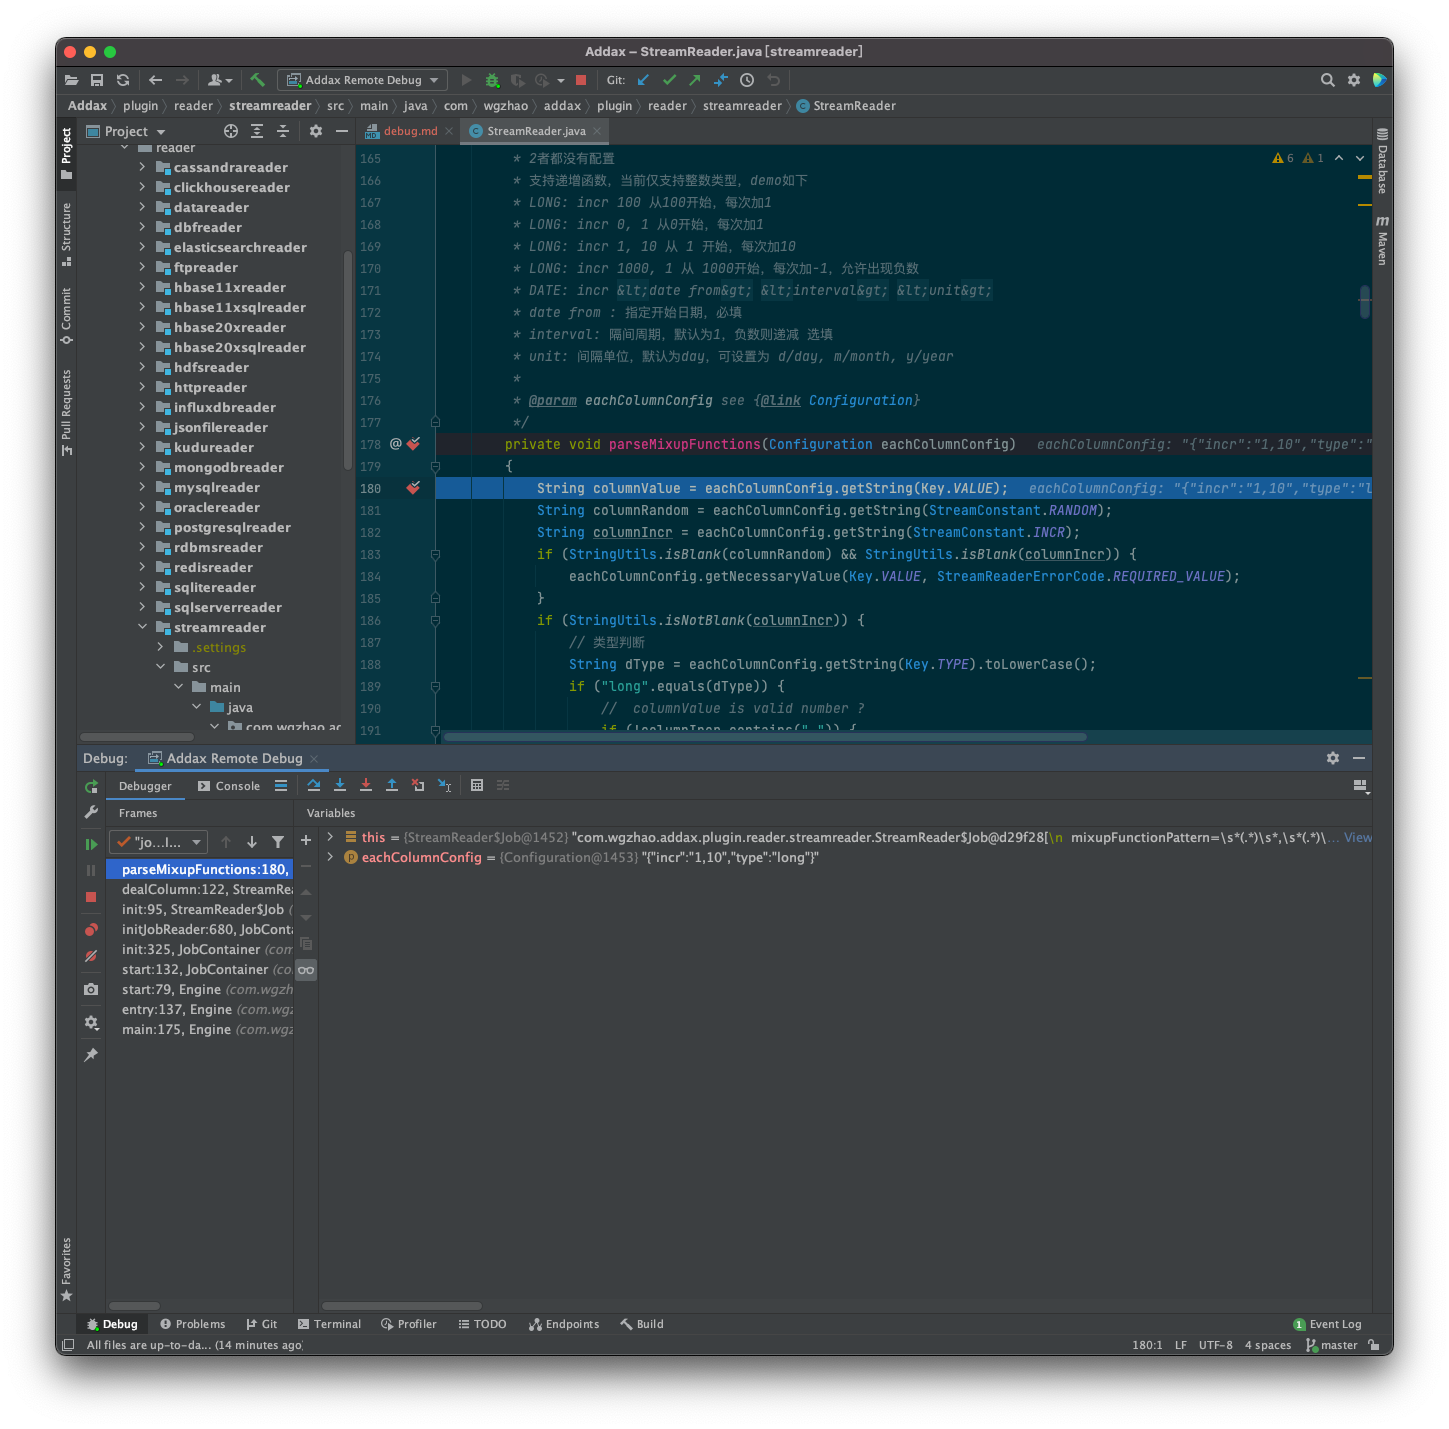 Addax – StreamReader.java [streamreader]
Addax Remote Debug
Git:
Addax 〉 plugin 〉 reader 〉 streamreader 〉 src 〉 main 〉 java 〉 com 〉 wgzhao 〉 addax 〉 plugin 〉 reader 〉 streamreader 〉 StreamReader
Project
Structure
Commit
Pull Requests
Favorites
Database
Maven
Project
reader
cassandrareader
clickhousereader
datareader
dbfreader
elasticsearchreader
ftpreader
hbase11xreader
hbase11xsqlreader
hbase20xreader
hbase20xsqlreader
hdfsreader
httpreader
influxdbreader
jsonfilereader
kudureader
mongodbreader
mysqlreader
oraclereader
postgresqlreader
rdbmsreader
redisreader
sqlitereader
sqlserverreader
streamreader
.settings
src
main
java
debug.md
StreamReader.java
6 1
165 * 2者都没有配置
166 * 支持递增函数，当前仅支持整数类型，demo如下
167 * LONG: incr 100 从100开始，每次加1
168 * LONG: incr 0, 1 从0开始，每次加1
169 * LONG: incr 1, 10 从 1 开始，每次加10
170 * LONG: incr 1000, 1 从 1000开始，每次加-1，允许出现负数
171 * DATE: incr &lt;date from&gt; &lt;interval&gt; &lt;unit&gt;
172 * date from : 指定开始日期，必填
173 * interval: 隔间周期，默认为1，负数则递减 选填
174 * unit: 间隔单位，默认为day，可设置为 d/day, m/month, y/year
175 *
176 * @param eachColumnConfig see {@link Configuration}
177 */
178 @ private void parseMixupFunctions(Configuration eachColumnConfig) eachColumnConfig: "{"incr":"1,10","type":"
179 {
180 String columnValue = eachColumnConfig.getString(Key.VALUE); eachColumnConfig: "{"incr":"1,10","type":"l
181 String columnRandom = eachColumnConfig.getString(StreamConstant.RANDOM);
182 String columnIncr = eachColumnConfig.getString(StreamConstant.INCR);
183 if (StringUtils.isBlank(columnRandom) && StringUtils.isBlank(columnIncr)) {
184 eachColumnConfig.getNecessaryValue(Key.VALUE, StreamReaderErrorCode.REQUIRED_VALUE);
185 }
186 if (StringUtils.isNotBlank(columnIncr)) {
187 // 类型判断
188 String dType = eachColumnConfig.getString(Key.TYPE).toLowerCase();
189 if ("long".equals(dType)) {
190 // columnValue is valid number ?
191 if (!columnIncr.contains(",")) {
Debug: Addax Remote Debug
Debugger Console
Frames
Variables
"jo...l...
parseMixupFunctions:180,
dealColumn:122, StreamRea
init:95, StreamReader$Job (
initJobReader:680, JobConta
init:325, JobContainer (com
start:132, JobContainer (co
start:79, Engine (com.wgzh
entry:137, Engine (com.wgz
main:175, Engine (com.wgz
this = {StreamReader$Job@1452} "com.wgzhao.addax.plugin.reader.streamreader.StreamReader$Job@d29f28[\n mixupFunctionPattern=\s*(.*)\s*,\s*(.*)\... View
eachColumnConfig = {Configuration@1453} "{"incr":"1,10","type":"long"}"
Debug Problems Git Terminal Profiler TODO Endpoints Build 1 Event Log
All files are up-to-da... (14 minutes ago) 180:1 LF UTF-8 4 spaces master